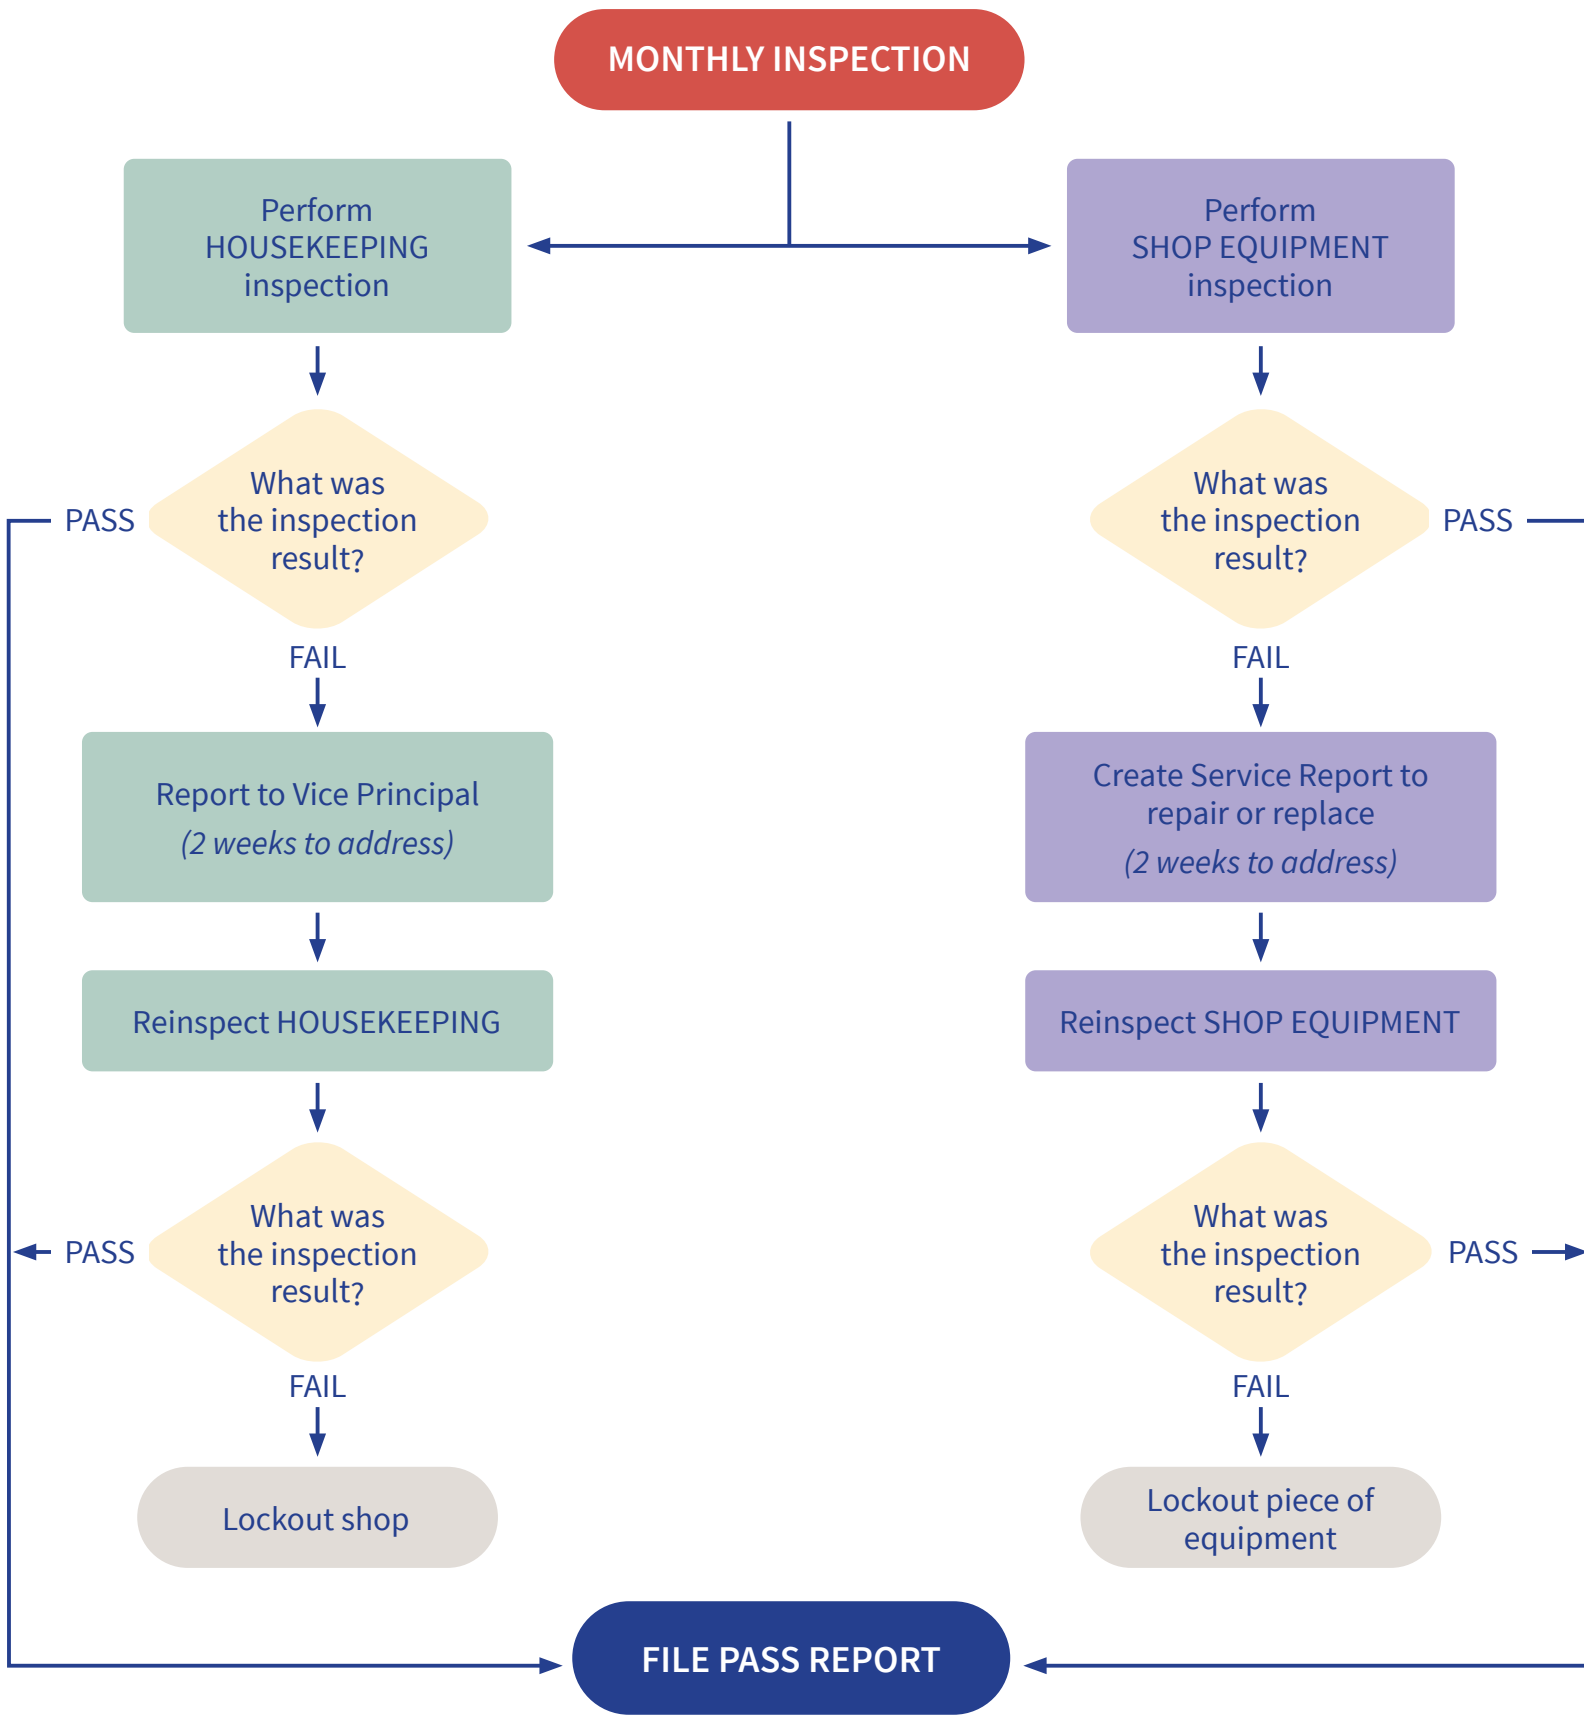 MONTHLY INSPECTION
Perform
HOUSEKEEPING
inspection
What was
the inspection
result?
PASS
FAIL
Report to Vice Principal
(2 weeks to address)
Reinspect HOUSEKEEPING
What was
the inspection
result?
PASS
FAIL
Lockout shop
Perform
SHOP EQUIPMENT
inspection
What was
the inspection
result?
PASS
FAIL
Create Service Report to
repair or replace
(2 weeks to address)
Reinspect SHOP EQUIPMENT
What was
the inspection
result?
PASS
FAIL
Lockout piece of
equipment
FILE PASS REPORT